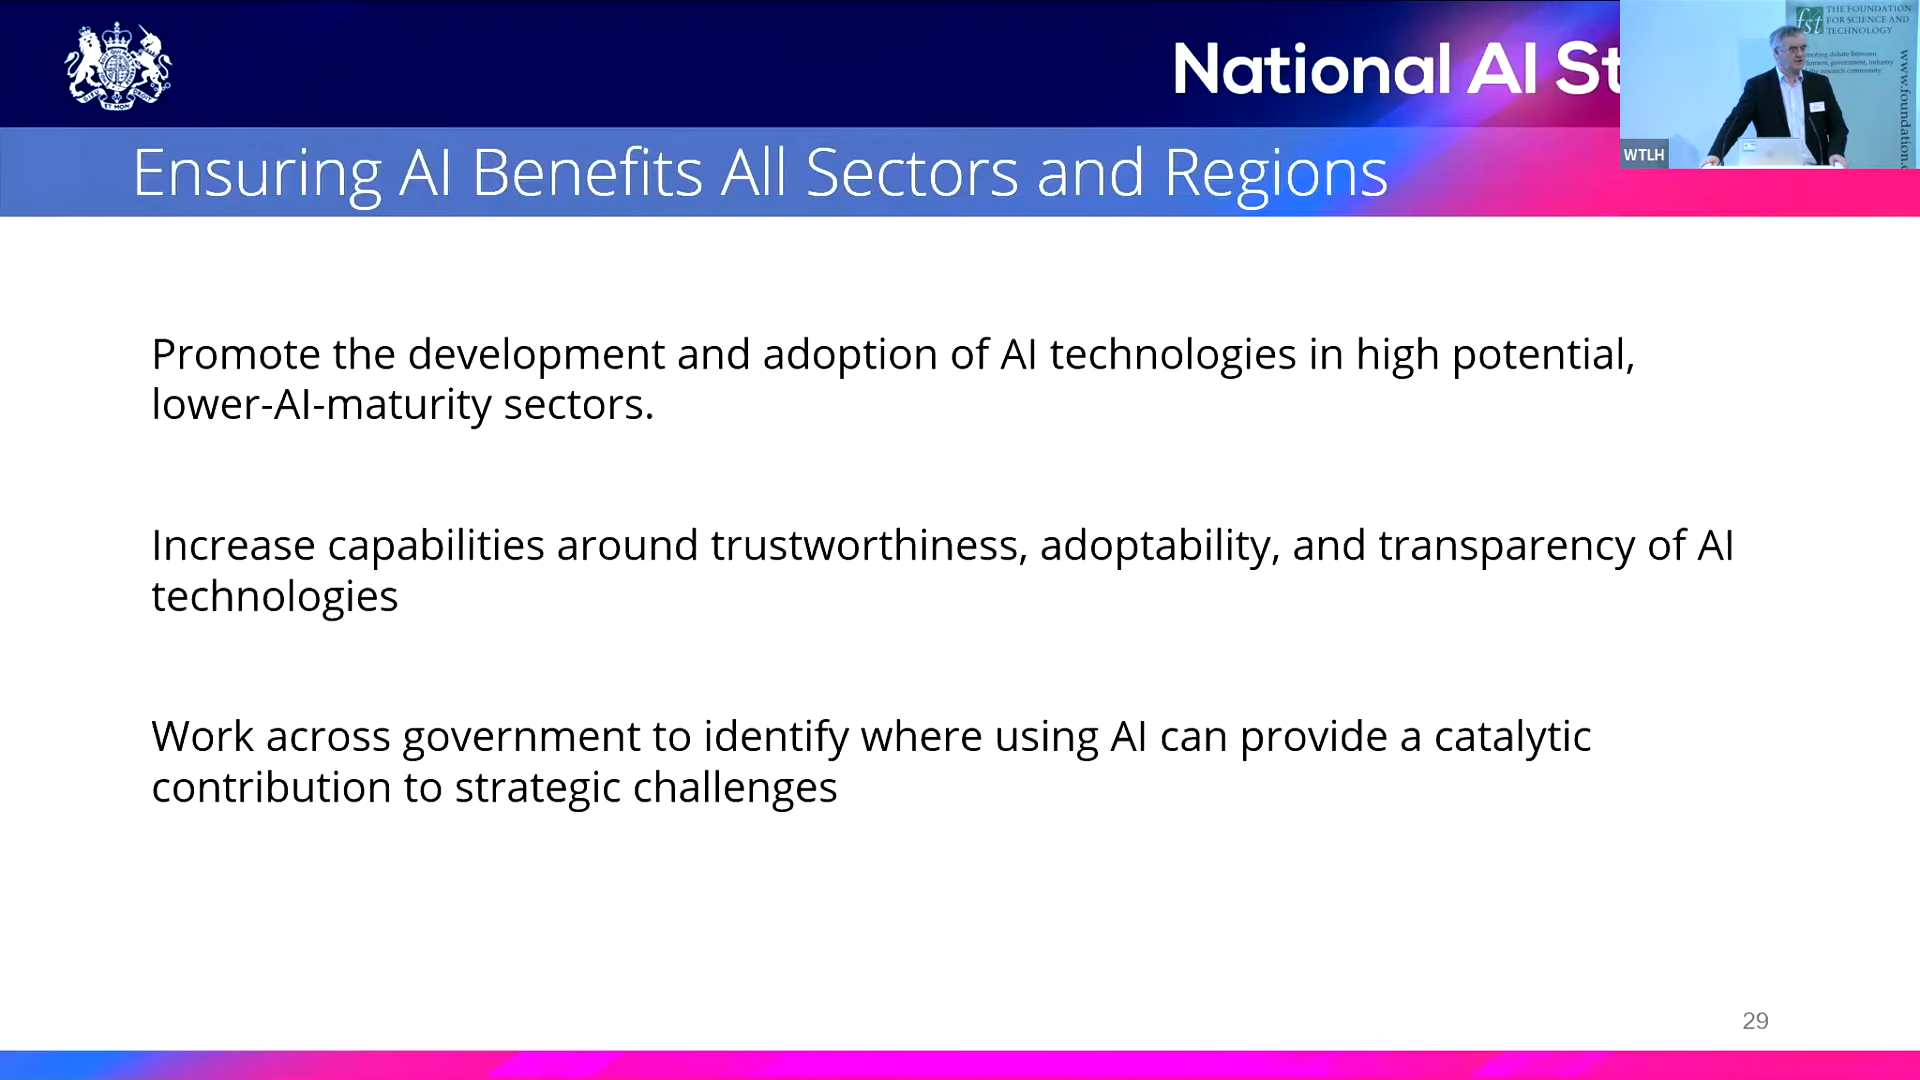 National AI St
THE FOUNDATION
FOR SCIENCE AND
TECHNOLOGY
fst
www.foundation.
WTLH
Ensuring AI Benefits All Sectors and Regions
Promote the development and adoption of AI technologies in high potential,
lower-AI-maturity sectors.
Increase capabilities around trustworthiness, adoptability, and transparency of AI
technologies
Work across government to identify where using AI can provide a catalytic
contribution to strategic challenges
29